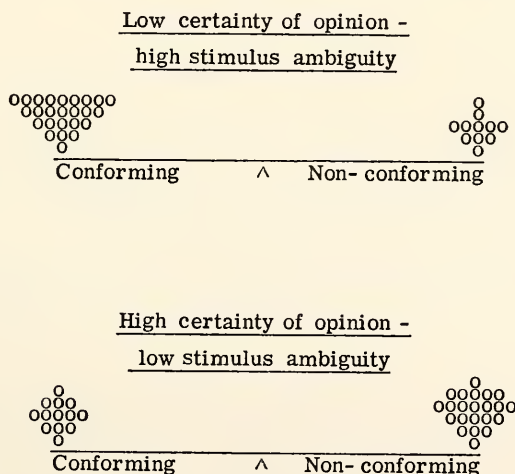 Low certainty of opinion -
high stimulus ambiguity
Conforming ^ Non-conforming
High certainty of opinion -
low stimulus ambiguity
Conforming ^ Non-conforming